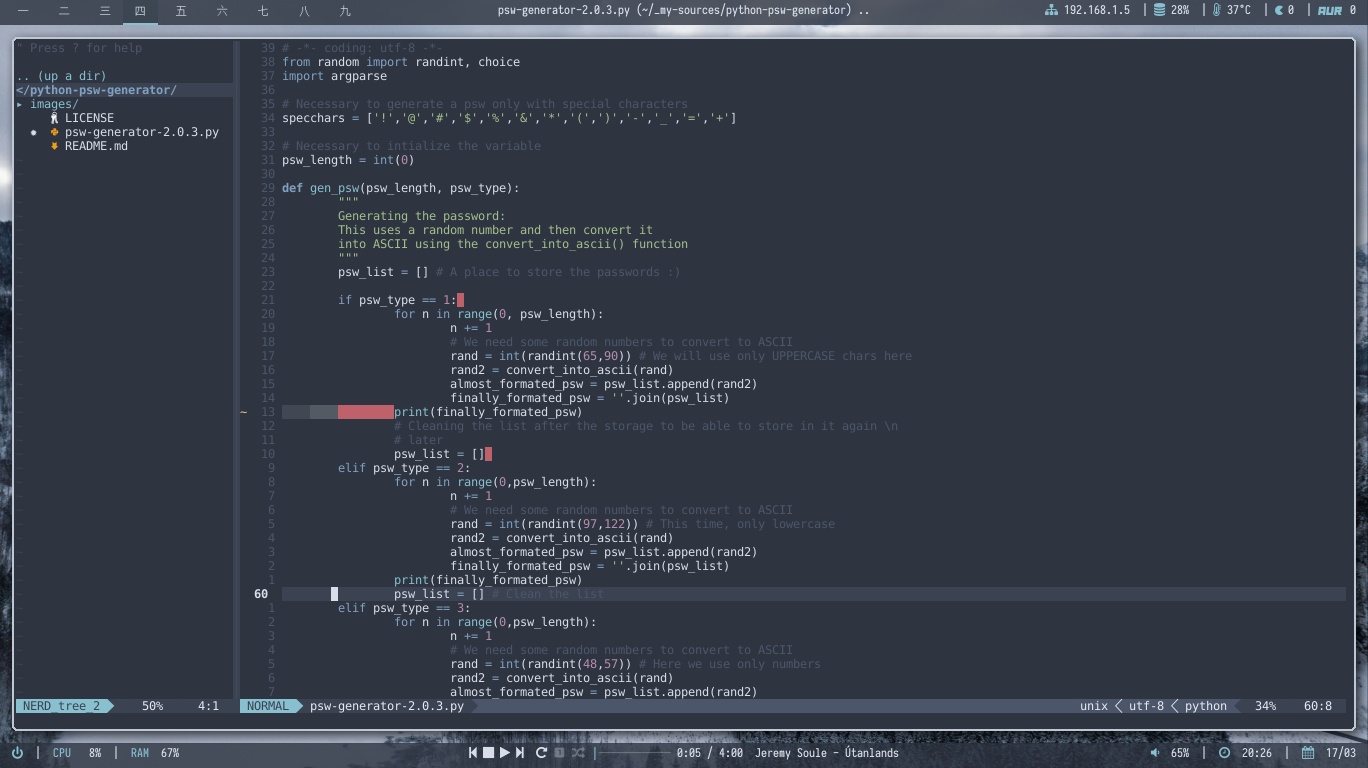 一 二 三 四 五 六 七 八 九
psw-generator-2.0.3.py (~/_my-sources/python-psw-generator) ..
192.168.1.5 | 28% | 37°C | 0 | AUR 0
" Press ? for help
.. (up a dir)
</python-psw-generator/
▸ images/
LICENSE
psw-generator-2.0.3.py
README.md
39 # -*- coding: utf-8 -*-
38 from random import randint, choice
37 import argparse
36
35 # Necessary to generate a psw only with special characters
34 specchars = ['!','@','#','$','%','&','*','(',')','-','_','=','+']
33
32 # Necessary to intialize the variable
31 psw_length = int(0)
30
29 def gen_psw(psw_length, psw_type):
28 """
27 Generating the password:
26 This uses a random number and then convert it
25 into ASCII using the convert_into_ascii() function
24 """
23 psw_list = [] # A place to store the passwords :)
22
21 if psw_type == 1:
20 for n in range(0, psw_length):
19 n += 1
18 # We need some random numbers to convert to ASCII
17 rand = int(randint(65,90)) # We will use only UPPERCASE chars here
16 rand2 = convert_into_ascii(rand)
15 almost_formated_psw = psw_list.append(rand2)
14 finally_formated_psw = ''.join(psw_list)
~ 13 print(finally_formated_psw)
12 # Cleaning the list after the storage to be able to store in it again \n
11 # later
10 psw_list = []
9 elif psw_type == 2:
8 for n in range(0,psw_length):
7 n += 1
6 # We need some random numbers to convert to ASCII
5 rand = int(randint(97,122)) # This time, only lowercase
4 rand2 = convert_into_ascii(rand)
3 almost_formated_psw = psw_list.append(rand2)
2 finally_formated_psw = ''.join(psw_list)
1 print(finally_formated_psw)
60 psw_list = [] # Clean the list
1 elif psw_type == 3:
2 for n in range(0,psw_length):
3 n += 1
4 # We need some random numbers to convert to ASCII
5 rand = int(randint(48,57)) # Here we use only numbers
6 rand2 = convert_into_ascii(rand)
7 almost_formated_psw = psw_list.append(rand2)
NERD_tree_2 50% 4:1
NORMAL psw-generator-2.0.3.py unix utf-8 python 34% 60:8
| CPU 8% | RAM 67%
0:05 / 4:00 Jeremy Soule - Útanlands
65% | 20:26 | 17/03